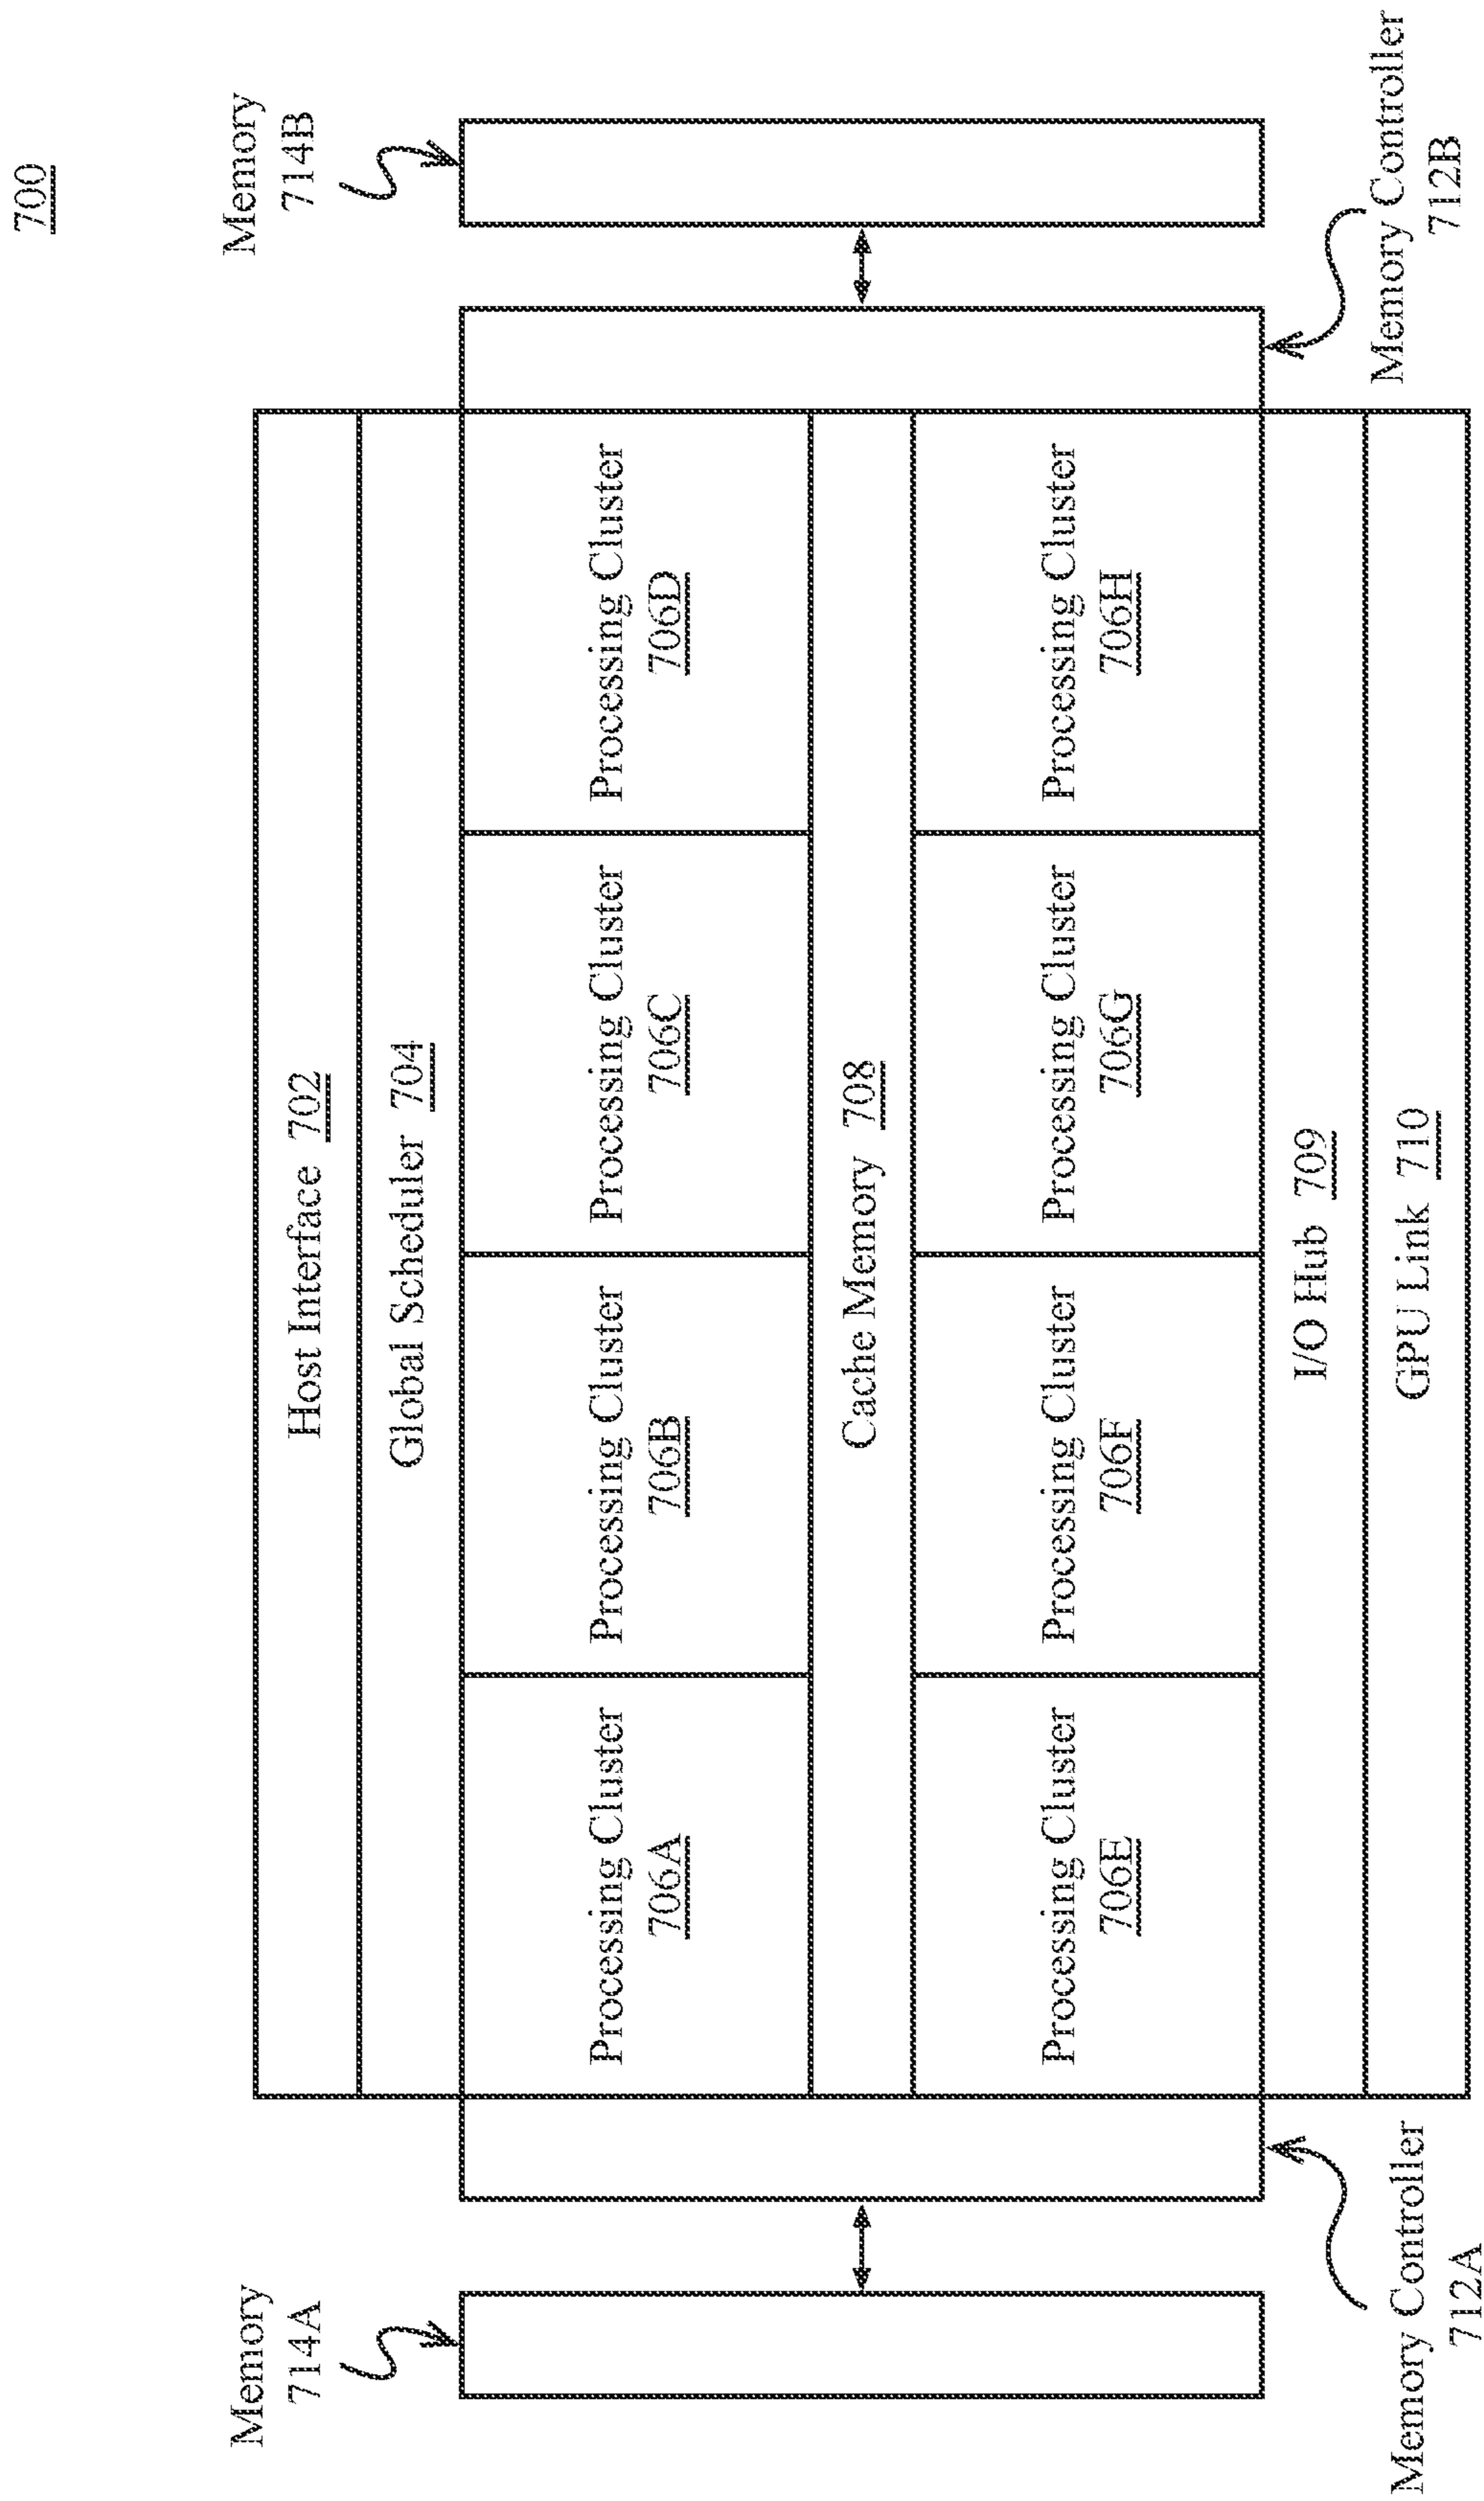 700
Memory
714A
Memory
714B
Host Interface 702
Global Scheduler 704
Processing Cluster
706A
Processing Cluster
706B
Processing Cluster
706C
Processing Cluster
706D
Cache Memory 708
Processing Cluster
706E
Processing Cluster
706F
Processing Cluster
706G
Processing Cluster
706H
I/O Hub 709
GPU Link 710
Memory Controller
712A
Memory Controller
712B